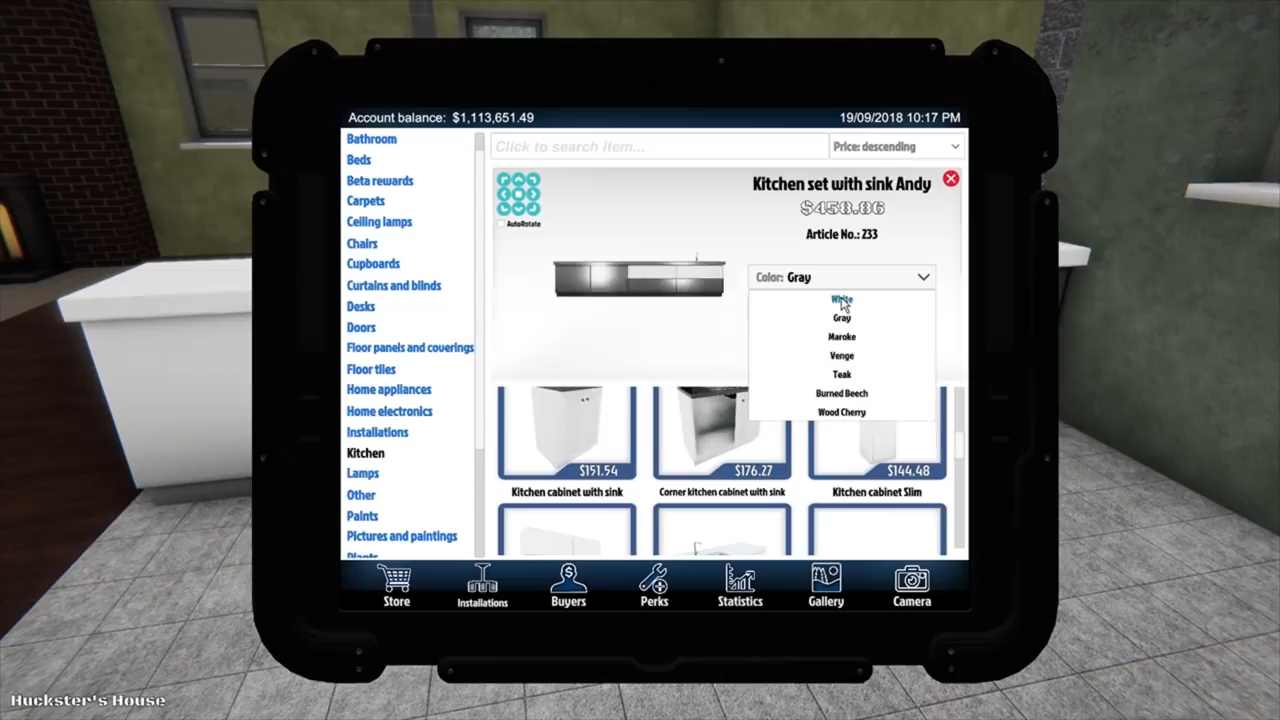 Account balance: $1,113,651.49
19/09/2018 10:17 PM
Bathroom
Beds
Beta rewards
Carpets
Ceiling lamps
Chairs
Cupboards
Curtains and blinds
Desks
Doors
Floor panels and coverings
Floor tiles
Home appliances
Home electronics
Installations
Kitchen
Lamps
Other
Paints
Pictures and paintings
Plants
Click to search item...
Price: descending
AutoRotate
Kitchen set with sink Andy
Article No.: 233
Color: Gray
White
Gray
Maroke
Venge
Teak
Burned Beech
Wood Cherry
$151.54
$176.27
$144.48
Kitchen cabinet with sink
Corner kitchen cabinet with sink
Kitchen cabinet Slim
Store
Installations
Buyers
Perks
Statistics
Gallery
Camera
Huckster's House